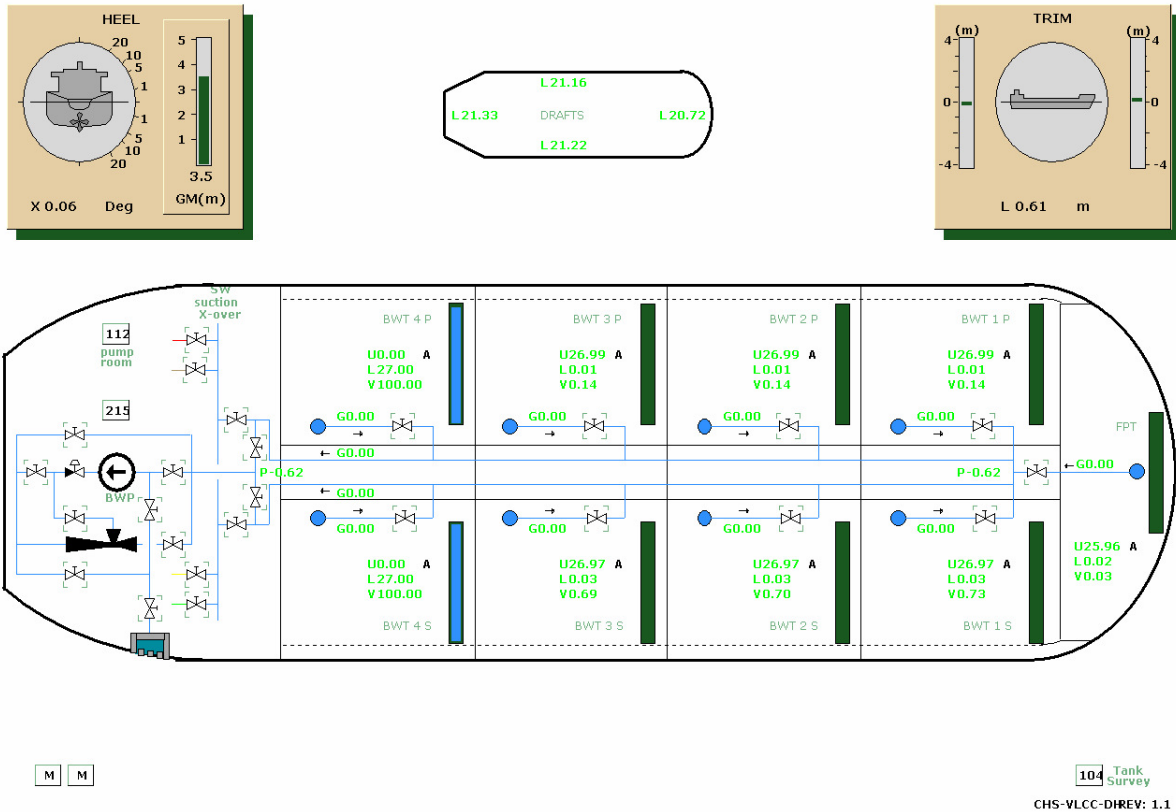 HEEL
20
10
5
1
1
5
10
20
5
4
3
2
1
3.5
GM(m)
X 0.06 Deg
L21.16
L21.33 DRAFTS L20.72
L21.22
TRIM
(m) (m)
4 4
0 0
-4 -4
L 0.61 m
SW
suction
X-over
112
pump
room
215
BWP
BWT 4 P
U0.00 A
L27.00
V100.00
G0.00
BWT 3 P
U26.99 A
L0.01
V0.14
G0.00
BWT 2 P
U26.99 A
L0.01
V0.14
G0.00
BWT 1 P
U26.99 A
L0.01
V0.14
G0.00
G0.00
P-0.62 P-0.62
G0.00
FPT
G0.00
U25.96 A
L0.02
V0.03
G0.00
U0.00 A
L27.00
V100.00
BWT 4 S
G0.00
U26.97 A
L0.03
V0.69
BWT 3 S
G0.00
U26.97 A
L0.03
V0.70
BWT 2 S
G0.00
U26.97 A
L0.03
V0.73
BWT 1 S
M M
104 Tank
Survey
CHS-VLCC-DHREV: 1.1